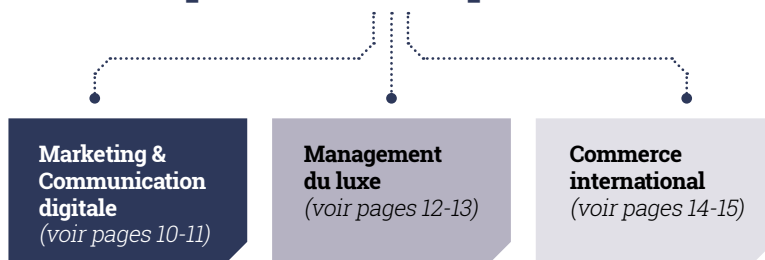 Marketing &
Communication
digitale
(voir pages 10-11)
Management
du luxe
(voir pages 12-13)
Commerce
international
(voir pages 14-15)